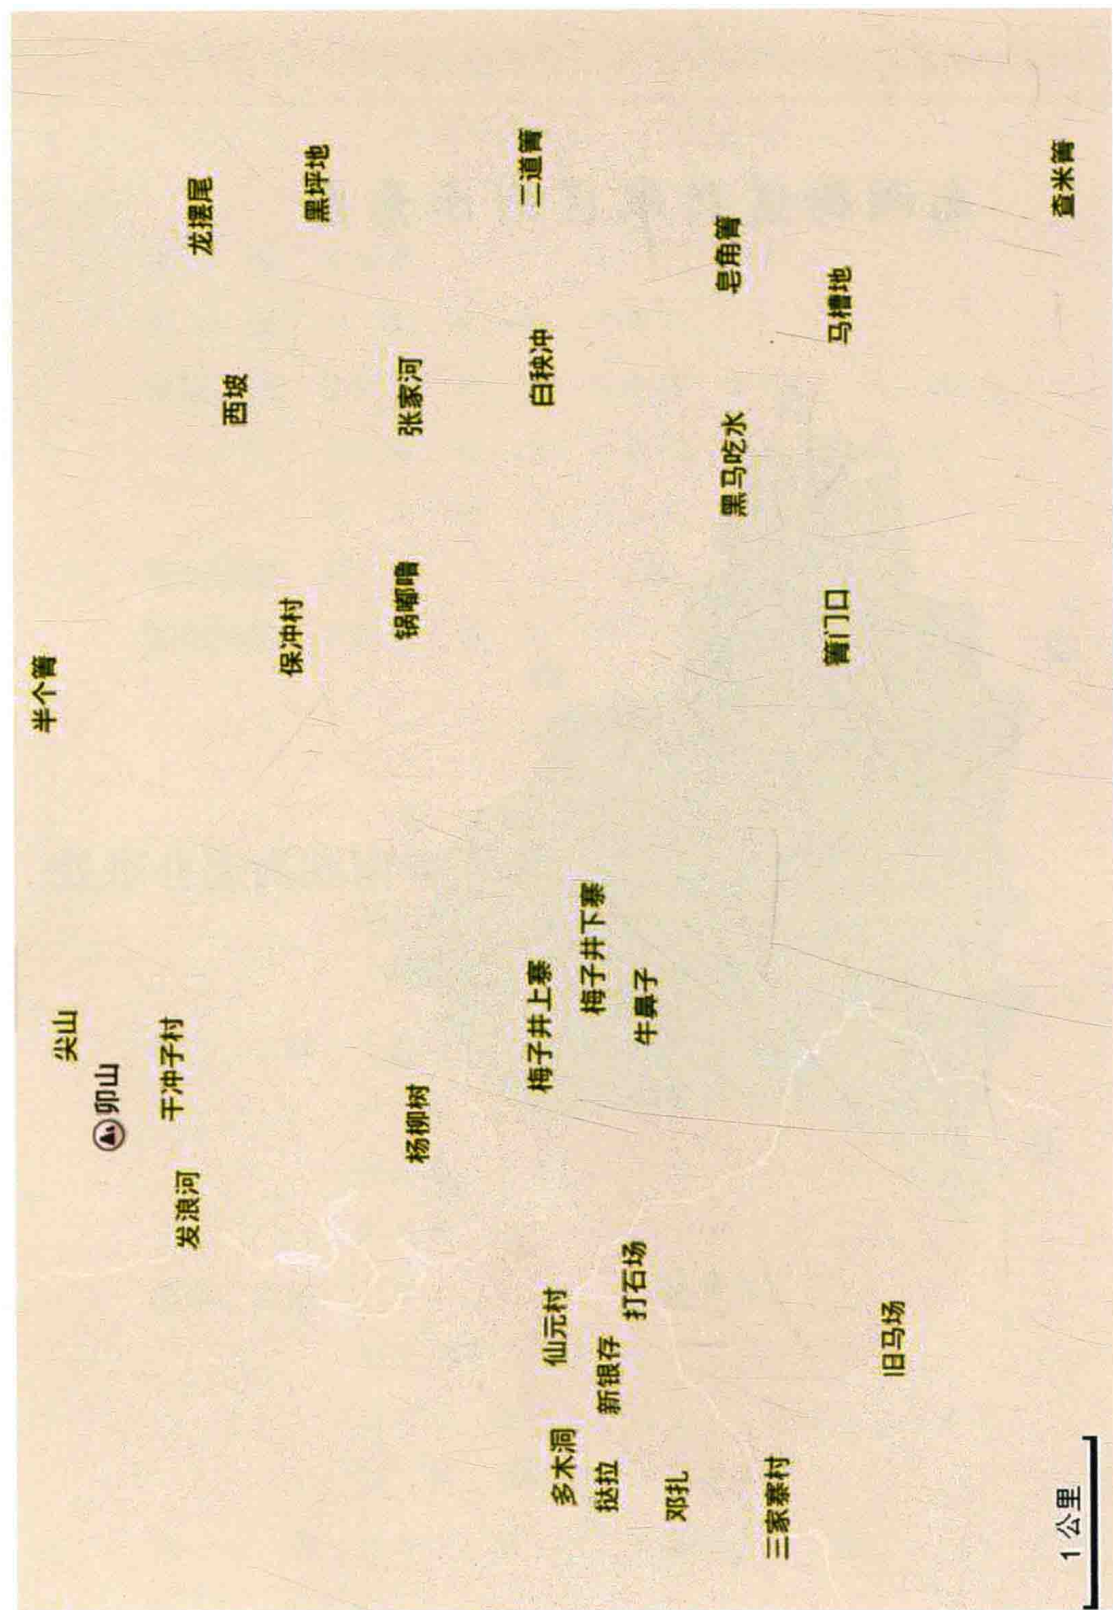 半个箐
尖山
卯山
干冲子村
发浪河
龙摆尾
西坡
保冲村
黑坪地
张家河
锅嘟噜
杨柳树
二道箐
白秧冲
梅子井上寨
梅子井下寨
牛鼻子
仙元村
新银存
打石场
多木洞
挞拉
邓扎
皂角箐
黑马吃水
三家寨村
马槽地
箐门口
旧马场
查米箐
1 公里